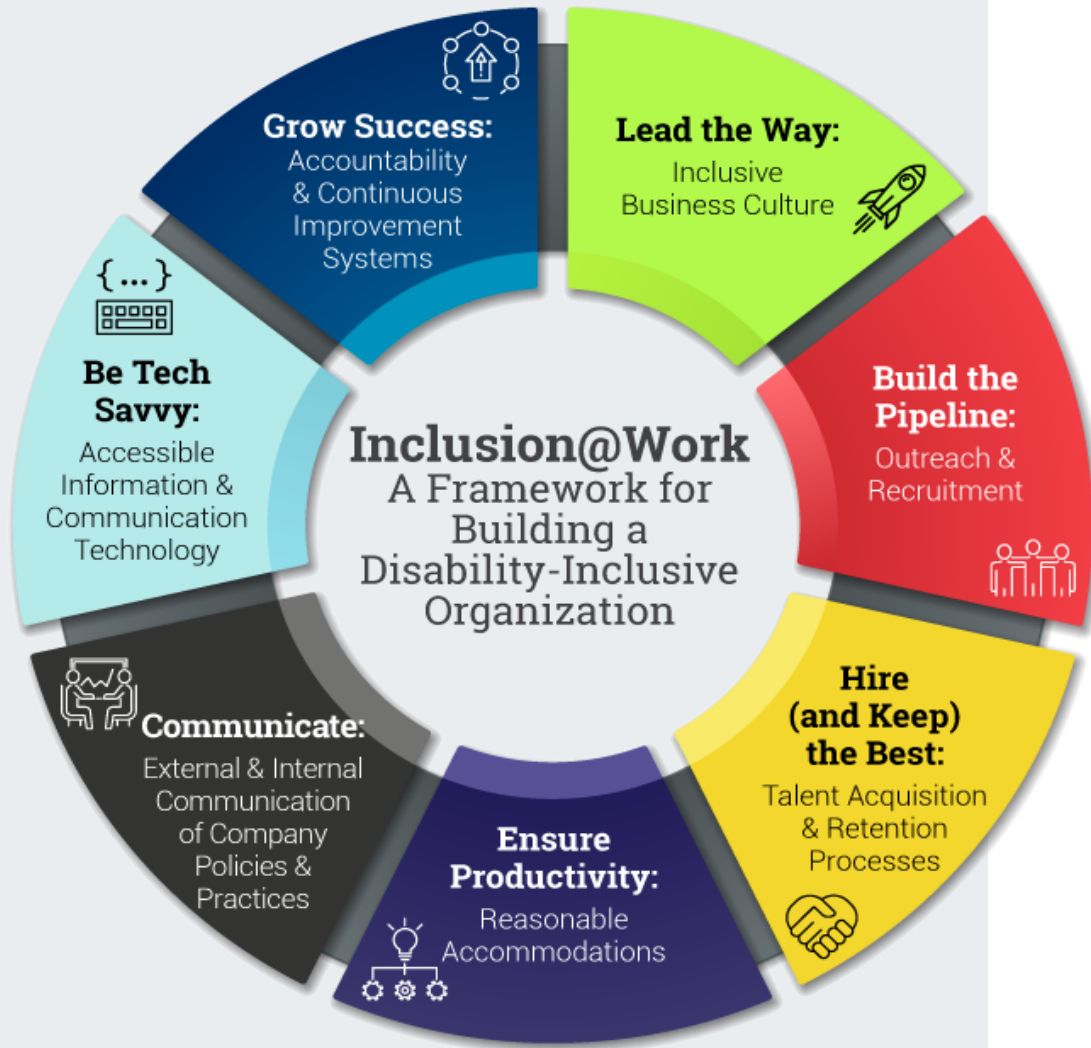 Inclusion@Work
A Framework for
Building a
Disability-Inclusive
Organization
Lead the Way:
Inclusive
Business Culture
Build the
Pipeline:
Outreach &
Recruitment
Hire
(and Keep)
the Best:
Talent Acquisition
& Retention
Processes
Ensure
Productivity:
Reasonable
Accommodations
Communicate:
External & Internal
Communication
of Company
Policies &
Practices
{...}
Be Tech
Savvy:
Accessible
Information &
Communication
Technology
Grow Success:
Accountability
& Continuous
Improvement
Systems